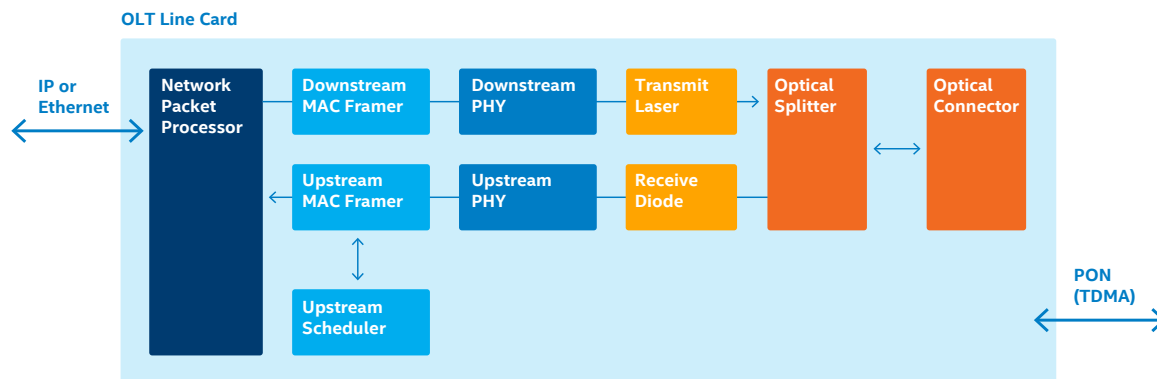 OLT Line Card
IP or
Ethernet
Network
Packet
Processor
Downstream
MAC Framer
Downstream
PHY
Transmit
Laser
Optical
Splitter
Optical
Connector
Upstream
MAC Framer
Upstream
PHY
Receive
Diode
Upstream
Scheduler
PON
(TDMA)